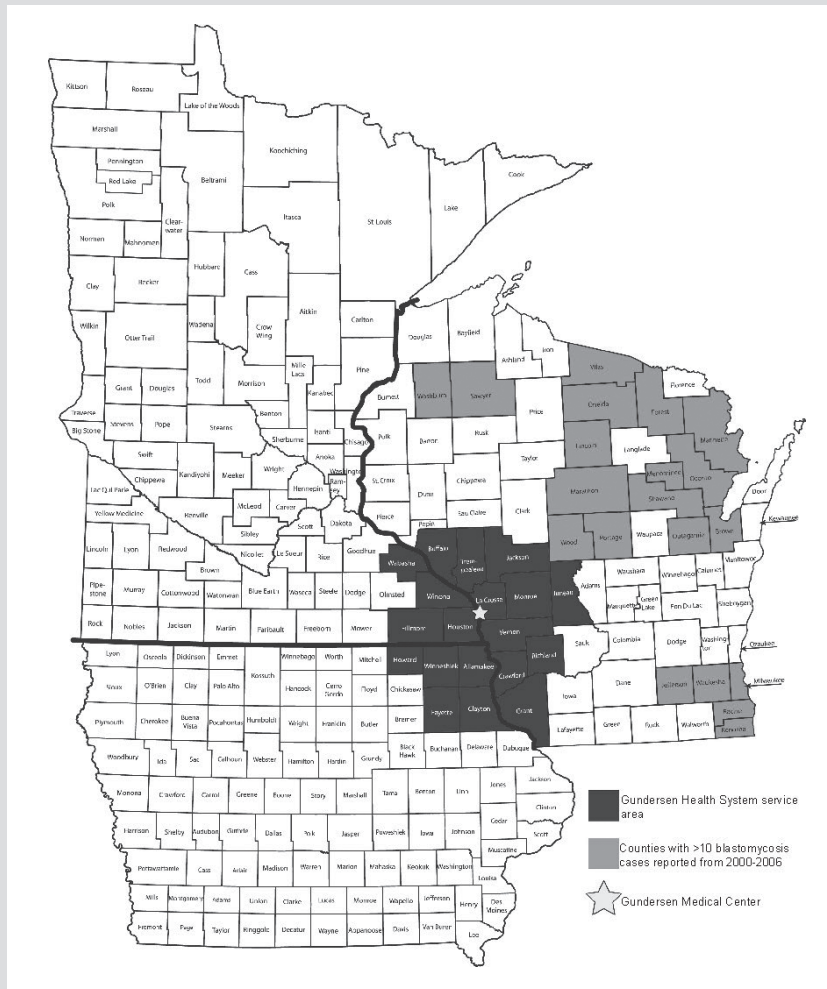 Kittson
Roseau
Lake of the Woods
Marshall
Koochiching
Pennington
Red Lake
Beltrami
Polk
Cook
Lake
St Louis
Itasca
Clear-
water
Norman
Mahnomen
Hubbard
Cass
Clay
Becker
Aitkin
Wadena
Crow
Wing
Carlton
Wilkin
Otter Trail
Douglas
Bayfield
Ashland
Iron
Pine
Todd
Morrison
Mille
Lacs
Kanabec
Vilas
Florence
Grant
Douglas
Burnett
Washburn
Sawyer
Price
Oneida
Forest
Marinette
Traverse
Big Stone
Stevens
Pope
Stearns
Benton
Isanti
Chisago
Sherburne
Anoka
Polk
Barron
Rusk
Lincoln
Langlade
Swift
Kandiyohi
Meeker
Wright
Washington
Ram-
sey
Hennepin
Taylor
Menominee
Oconto
Door
Lac Qui Parle
Chippewa
St. Croix
Dunn
Chippewa
Marathon
Shawano
McLeod
Carver
Yellow Medicine
Renville
Scott
Dakota
Pierce
Pepin
Eau Claire
Clark
Wood
Portage
Waupaca
Outagamie
Brown
Kewaunee
Sibley
Lincoln
Lyon
Redwood
Nicollet
Le Sueur
Rice
Goodhue
Wabasha
Buffalo
Trem-
pealeau
Jackson
Brown
Adams
Waushara
Winnebago
Calumet
Manitowoc
Pipe-
stone
Murray
Cottonwood
Watonwan
Blue Earth
Waseca
Steele
Dodge
Olmsted
Winona
La Crosse
Monroe
Juneau
Marquette
Green
Lake
Fon Du Lac
Sheboygan
Rock
Nobles
Jackson
Martin
Faribault
Freeborn
Mower
Fillmore
Houston
Vernon
Sauk
Columbia
Dodge
Washing-
tor
Ozaukee
Lyon
Osceola
Dickinson
Emmet
Winnebago
Worth
Mitchell
Howard
Winneshiek
Allamakee
Crawford
Richland
Sioux
O'Brien
Clay
Palo Alto
Kossuth
Hancock
Cerro
Gordo
Floyd
Chickasaw
Iowa
Dane
Jefferson
Waukesha
Milwaukee
Plymouth
Cherokee
Buena
Vista
Pocahontas
Humboldt
Wright
Franklin
Butler
Bremer
Fayette
Clayton
Grant
Lafayette
Green
Rock
Walworth
Racine
Kenosha
Woodbury
Ida
Sac
Calhoun
Webster
Hamilton
Hardin
Grundy
Black
Hawk
Buchanan
Delaware
Dubuque
Monona
Crawford
Carrol
Greene
Boone
Story
Marshall
Tama
Benton
Linn
Jones
Jackson
Clinton
Cedar
Scott
Harrison
Shelby
Audubon
Guthrie
Dallas
Polk
Jasper
Poweshiek
Iowa
Johnson
Muscatine
Pottawattamie
Cass
Adair
Madison
Warren
Marion
Mahaska
Keokuk
Washington
Louisa
Mills
Montgomery
Adams
Union
Clarke
Lucas
Monroe
Wapello
Jefferson
Henry
Des
Moines
Fremont
Page
Taylor
Ringgold
Decatur
Wayne
Appanoose
Davis
Van Buren
Lee
Gundersen Health System service
area
Counties with >10 blastomycosis
cases reported from 2000-2006
Gundersen Medical Center